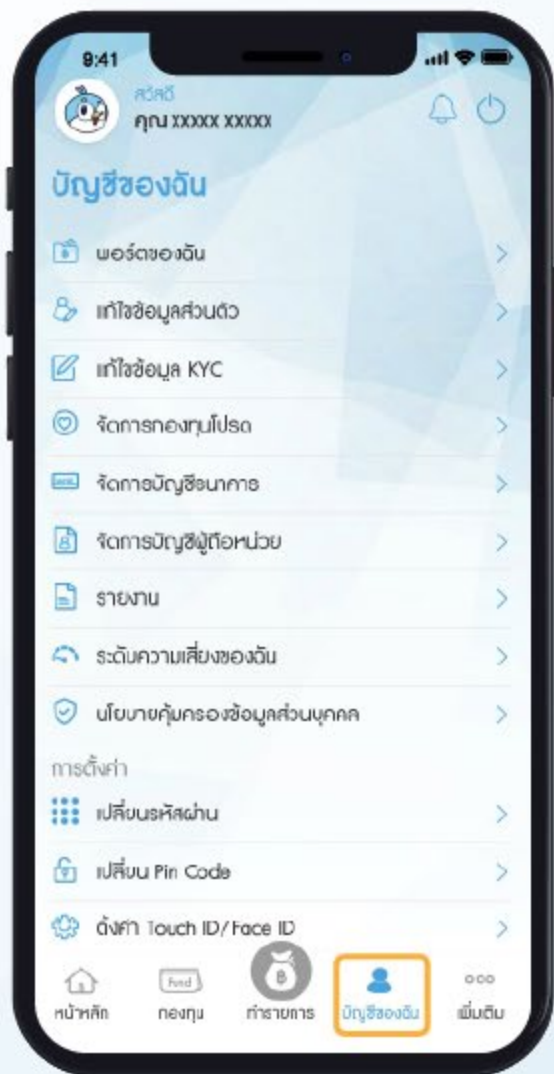 9:41
สวัสดี
คุณ xxxxx xxxxx
บัญชีของฉัน
พอร์ตของฉัน
แก้ไขข้อมูลส่วนตัว
แก้ไขข้อมูล KYC
จัดการกองทุนโปรด
จัดการบัญชีธนาคาร
จัดการบัญชีผู้ถือหน่วย
รายงาน
ระดับความเสี่ยงของฉัน
นโยบายคุ้มครองข้อมูลส่วนบุคคล
การตั้งค่า
เปลี่ยนรหัสผ่าน
เปลี่ยน Pin Code
ตั้งค่า Touch ID/Face ID
Fund
฿
หน้าหลัก
กองทุน
ทำรายการ
บัญชีของฉัน
เพิ่มเติม